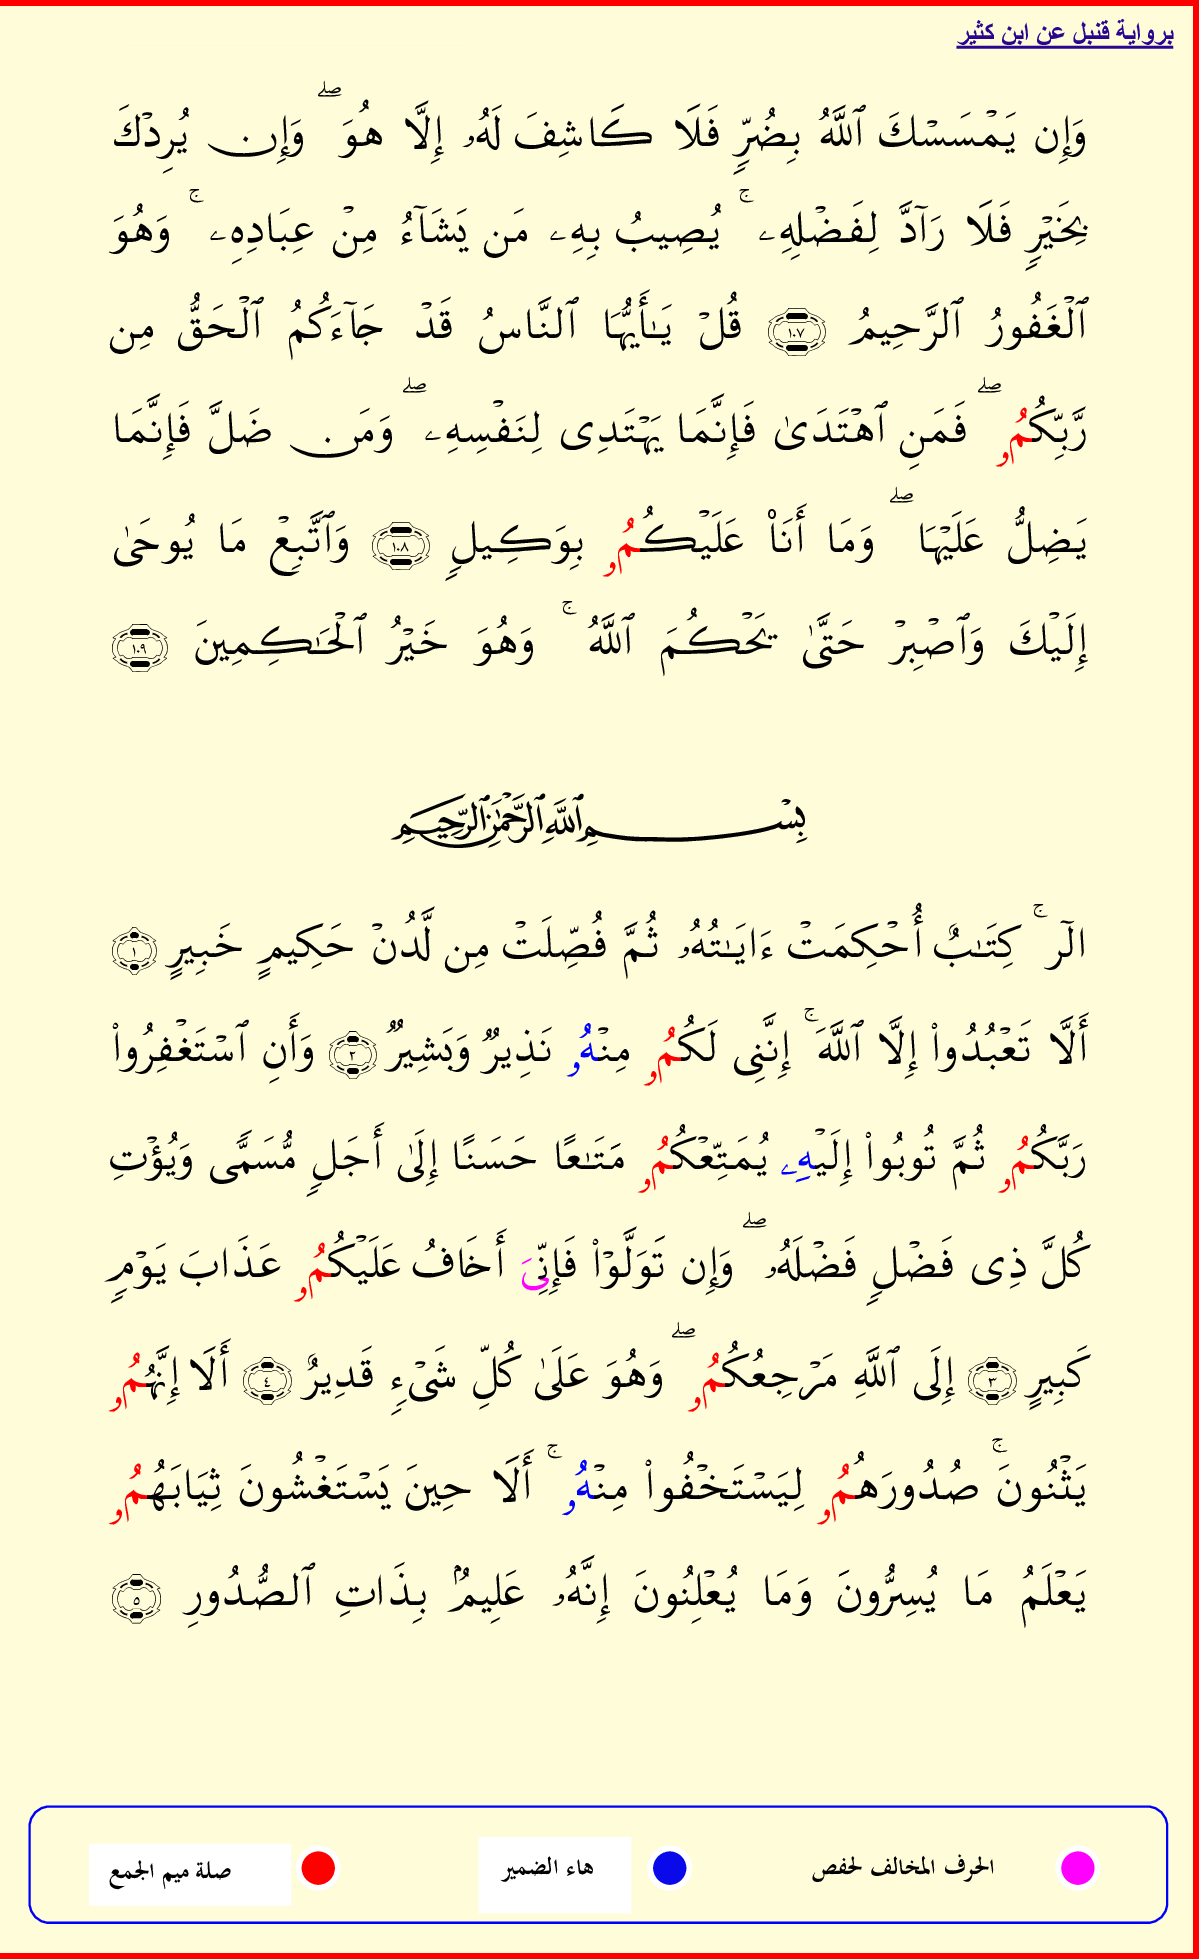 برواية قنبل عن ابن كثير
وَإِن يَمْسَسْكَ ٱللَّهُ بِضُرٍّ فَلَا كَاشِفَ لَهُۥ إِلَّا هُوَ ۖ وَإِن يُرِدْكَ
بِخَيْرٍ فَلَا رَآدَّ لِفَضْلِهِۦ ۚ يُصِيبُ بِهِۦ مَن يَشَآءُ مِنْ عِبَادِهِۦ ۚ وَهُوَ
ٱلْغَفُورُ ٱلرَّحِيمُ ١٠٧ قُلْ يَـٰٓأَيُّهَا ٱلنَّاسُ قَدْ جَآءَكُمُ ٱلْحَقُّ مِن
رَّبِّكُمُۥ ۖ فَمَنِ ٱهْتَدَىٰ فَإِنَّمَا يَهْتَدِى لِنَفْسِهِۦ ۖ وَمَن ضَلَّ فَإِنَّمَا
يَضِلُّ عَلَيْهَا ۖ وَمَا أَنَا۠ عَلَيْكُمُۥ بِوَكِيلٍ ١٠٨ وَٱتَّبِعْ مَا يُوحَىٰ
إِلَيْكَ وَٱصْبِرْ حَتَّىٰ يَحْكُمَ ٱللَّهُ ۚ وَهُوَ خَيْرُ ٱلْحَـٰكِمِينَ ١٠٩
بِسْمِ ٱللَّهِ ٱلرَّحْمَـٰنِ ٱلرَّحِيمِ
الٓر ۚ كِتَـٰبٌ أُحْكِمَتْ ءَايَـٰتُهُۥ ثُمَّ فُصِّلَتْ مِن لَّدُنْ حَكِيمٍ خَبِيرٍ ١
أَلَّا تَعْبُدُوا۟ إِلَّا ٱللَّهَ ۚ إِنَّنِى لَكُمُۥ مِنْهُۥ نَذِيرٌ وَبَشِيرٌ ٢ وَأَنِ ٱسْتَغْفِرُوا۟
رَبَّكُمُۥ ثُمَّ تُوبُوا۟ إِلَيْهِۦ يُمَتِّعْكُمُۥ مَتَـٰعًا حَسَنًا إِلَىٰ أَجَلٍ مُّسَمًّى وَيُؤْتِ
كُلَّ ذِى فَضْلٍ فَضْلَهُۥ ۖ وَإِن تَوَلَّوْا۟ فَإِنِّىَ أَخَافُ عَلَيْكُمُۥ عَذَابَ يَوْمٍ
كَبِيرٍ ٣ إِلَى ٱللَّهِ مَرْجِعُكُمُۥ ۖ وَهُوَ عَلَىٰ كُلِّ شَىْءٍ قَدِيرٌ ٤ أَلَا إِنَّهُمُۥ
يَثْنُونَ ۚ صُدُورَهُمُۥ لِيَسْتَخْفُوا۟ مِنْهُۥ ۚ أَلَا حِينَ يَسْتَغْشُونَ ثِيَابَهُمُۥ
يَعْلَمُ مَا يُسِرُّونَ وَمَا يُعْلِنُونَ إِنَّهُۥ عَلِيمٌۢ بِذَاتِ ٱلصُّدُورِ ٥
الحرف المخالف لحفص هاء الضمير صلة ميم الجمع